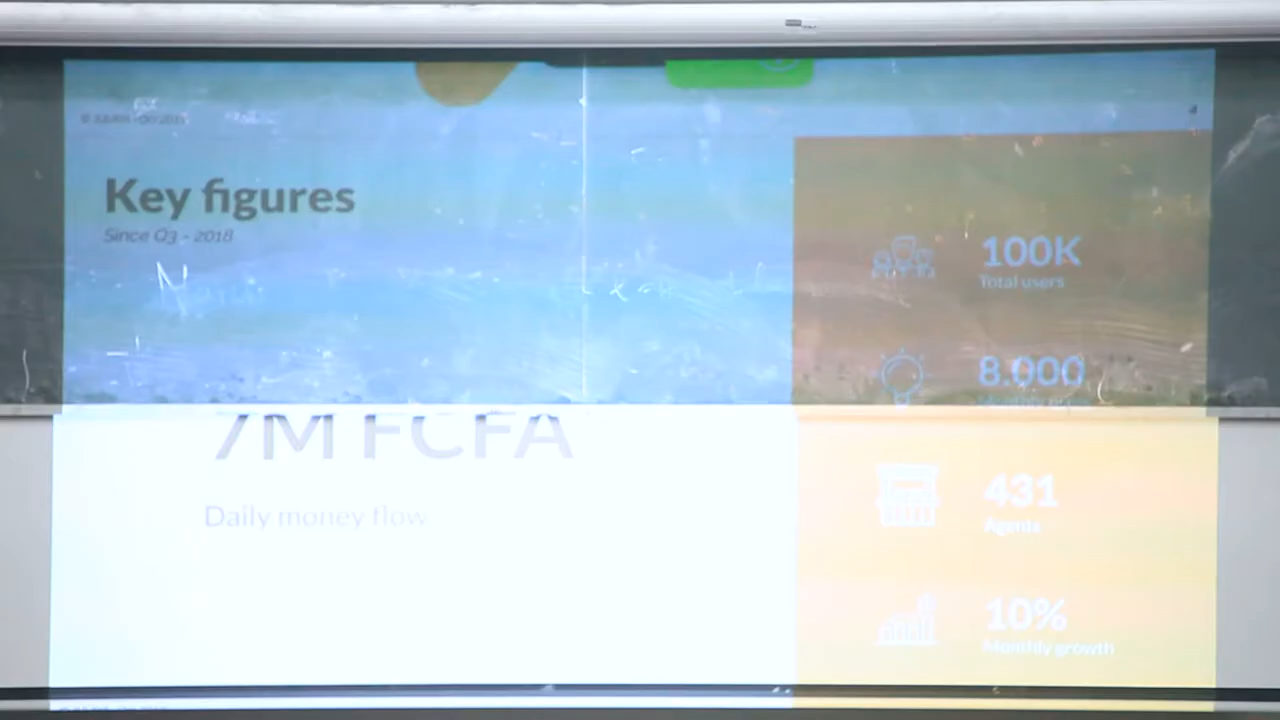 4
Key figures
Since Q3 - 2018
100K
Total users
8.000
7M FCFA
Daily money flow
431
Agents
10%
Monthly growth